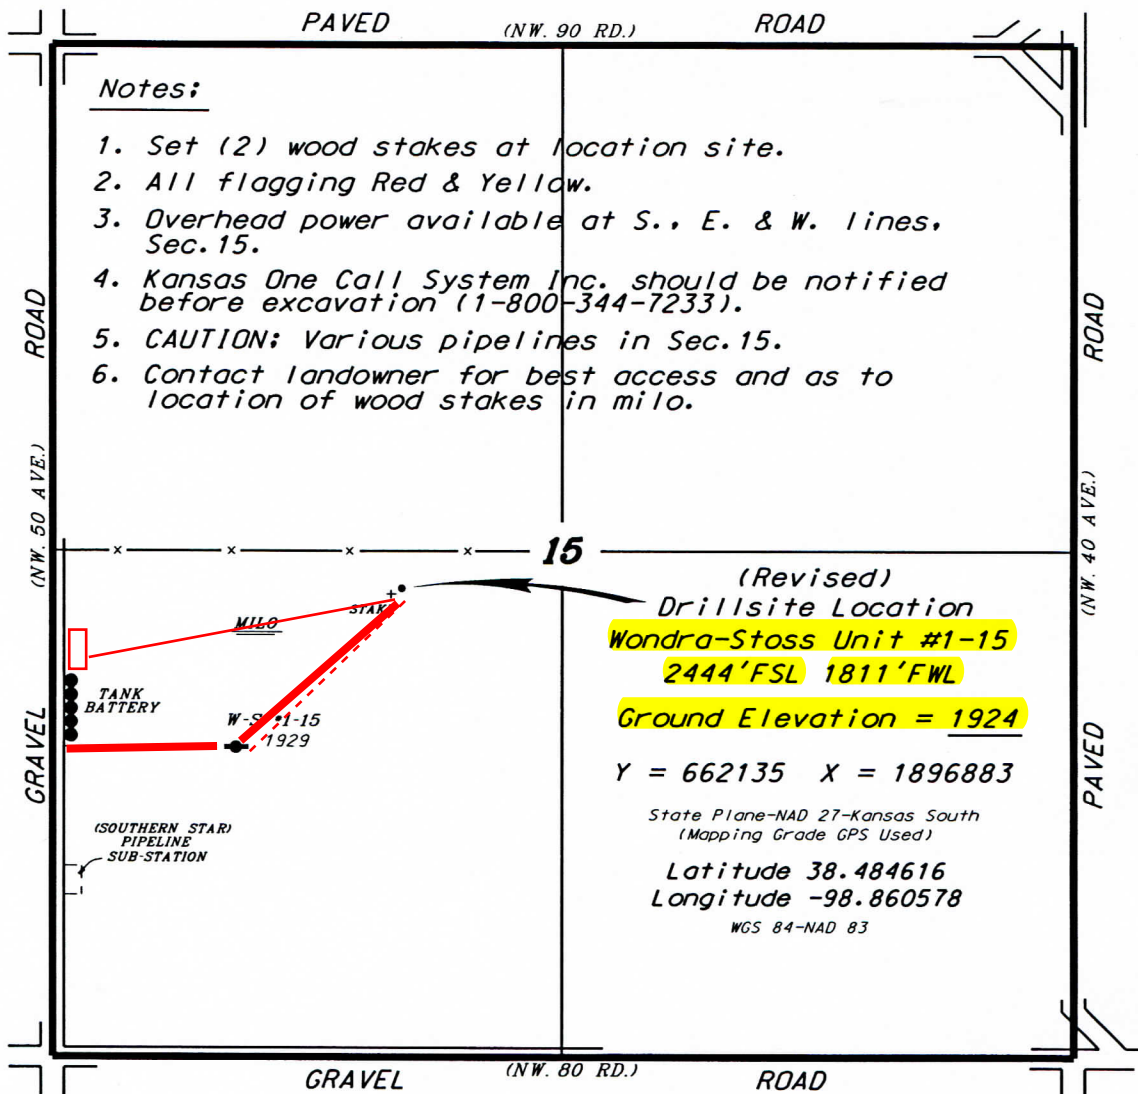 PAVED (NW. 90 RD.) ROAD
Notes:
1. Set (2) wood stakes at location site.
2. All flagging Red & Yellow.
3. Overhead power available at S., E. & W. lines,
Sec.15.
4. Kansas One Call System Inc. should be notified
before excavation (1-800-344-7233).
5. CAUTION: Various pipelines in Sec.15.
6. Contact landowner for best access and as to
location of wood stakes in milo.
ROAD
(NW. 50 AVE.)
GRAVEL
ROAD
(NW. 40 AVE.)
PAVED
15
(Revised)
Drillsite Location
Wondra-Stoss Unit #1-15
2444'FSL 1811'FWL
Ground Elevation = 1924
Y = 662135 X = 1896883
State Plane-NAD 27-Kansas South
(Mapping Grade GPS Used)
Latitude 38.484616
Longitude -98.860578
WGS 84-NAD 83
MILO
TANK
BATTERY
1-15
1929
(SOUTHERN STAR)
PIPELINE
SUB-STATION
GRAVEL (NW. 80 RD.) ROAD